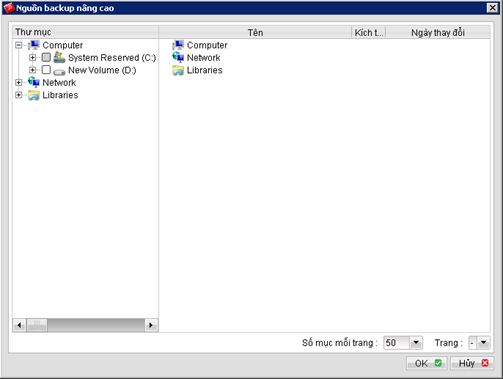 Nguồn backup nâng cao
Thư mục
Tên
Kích t...
Ngày thay đổi
Computer
System Reserved (C:)
New Volume (D:)
Network
Libraries
Computer
Network
Libraries
Số mục mỗi trang : 50 Trang : -
OK Hủy